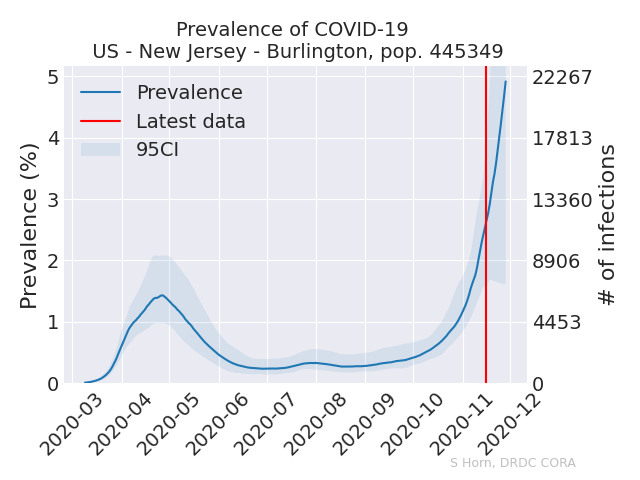 Prevalence of COVID-19
US - New Jersey - Burlington, pop. 445349
Prevalence
Latest data
95CI
Prevalence (%)
5
4
3
2
1
0
22267
17813
13360
8906
4453
0
# of infections
2020-03
2020-04
2020-05
2020-06
2020-07
2020-08
2020-09
2020-10
2020-11
2020-12
S Horn, DRDC CORA